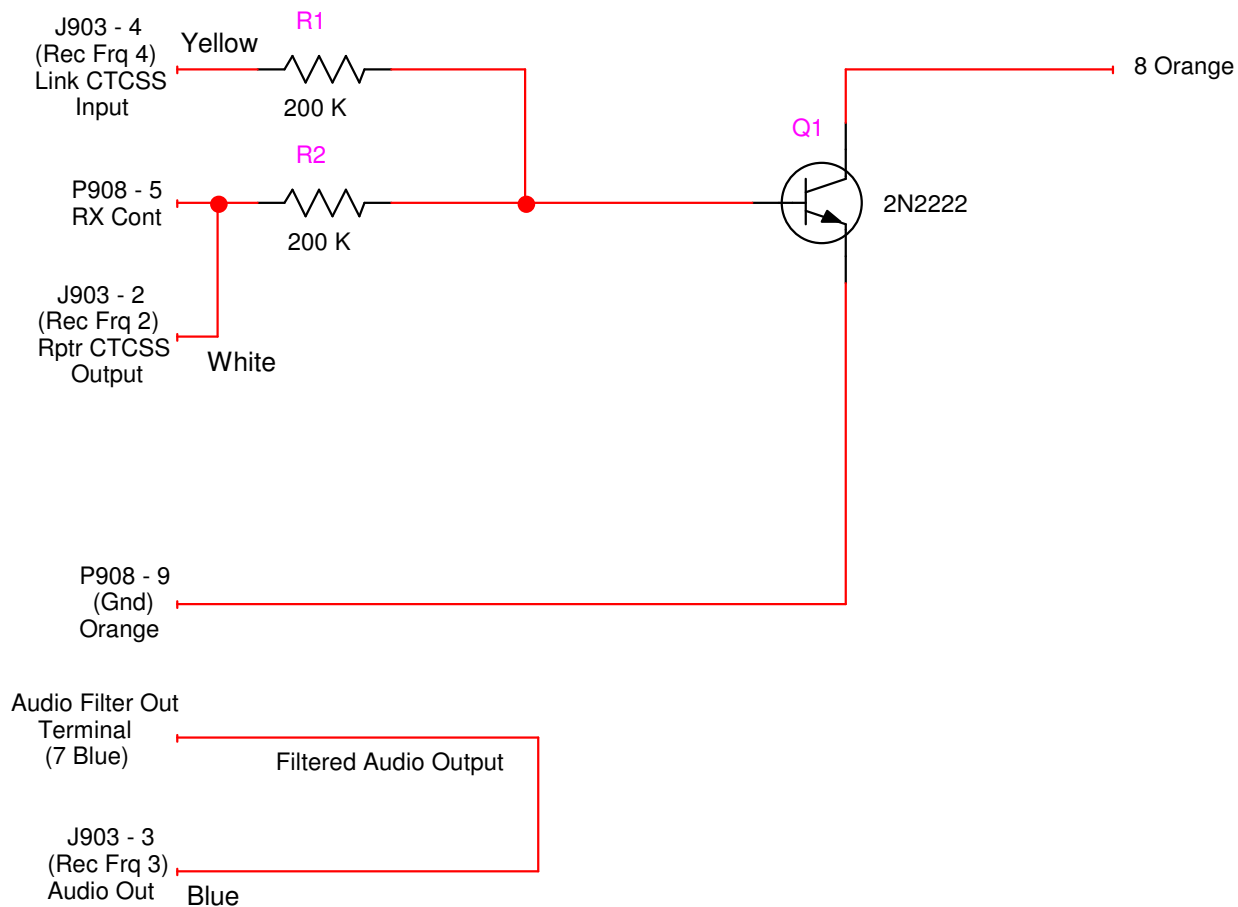 J903 - 4
(Rec Frq 4)
Link CTCSS
Input
Yellow
R1
200 K
8 Orange
Q1
2N2222
R2
200 K
P908 - 5
RX Cont
J903 - 2
(Rec Frq 2)
Rptr CTCSS
Output
White
P908 - 9
(Gnd)
Orange
Audio Filter Out
Terminal
(7 Blue)
Filtered Audio Output
J903 - 3
(Rec Frq 3)
Audio Out
Blue